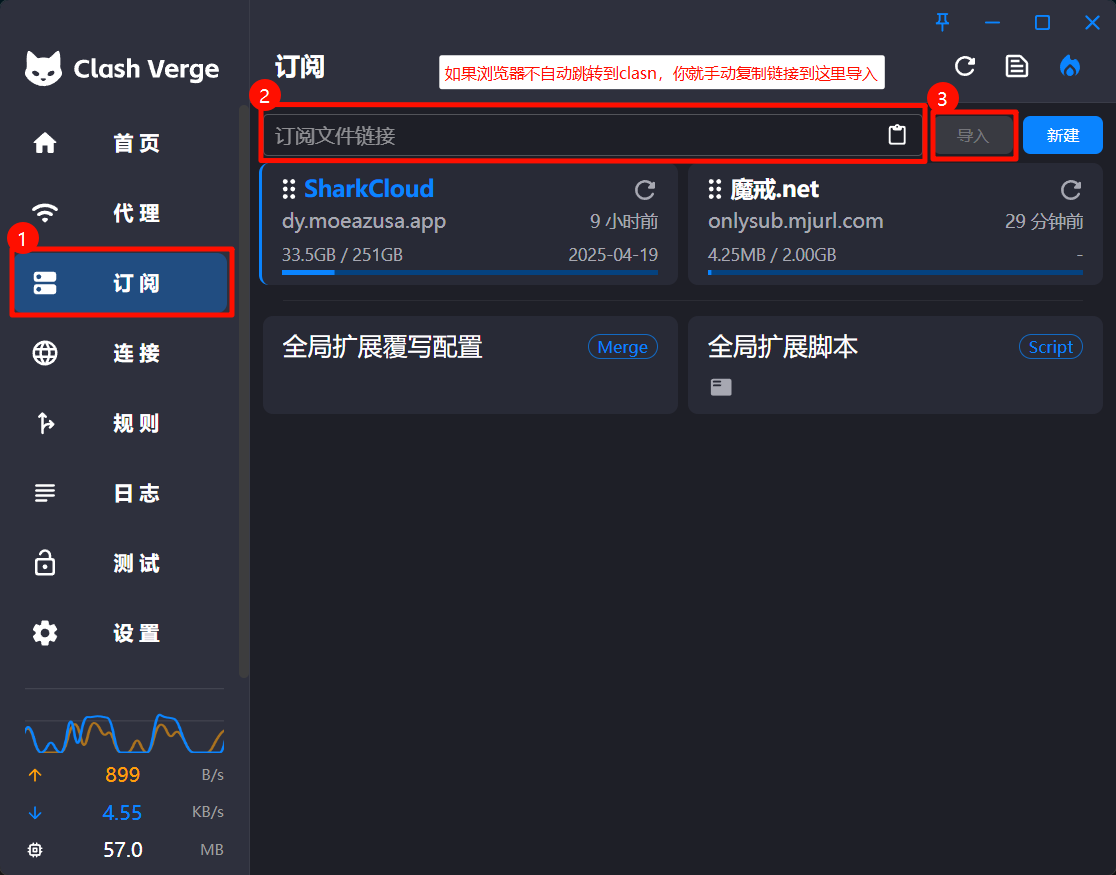 Clash Verge
首 页
代 理
1
订 阅
连 接
规 则
日 志
测 试
设 置
899 B/s
4.55 KB/s
57.0 MB
订阅
如果浏览器不自动跳转到clasn，你就手动复制链接到这里导入
2
订阅文件链接
3
导入
新建
SharkCloud
dy.moeazusa.app 9 小时前
33.5GB / 251GB 2025-04-19
魔戒.net
onlysub.mjurl.com 29 分钟前
4.25MB / 2.00GB -
全局扩展覆写配置 Merge
全局扩展脚本 Script